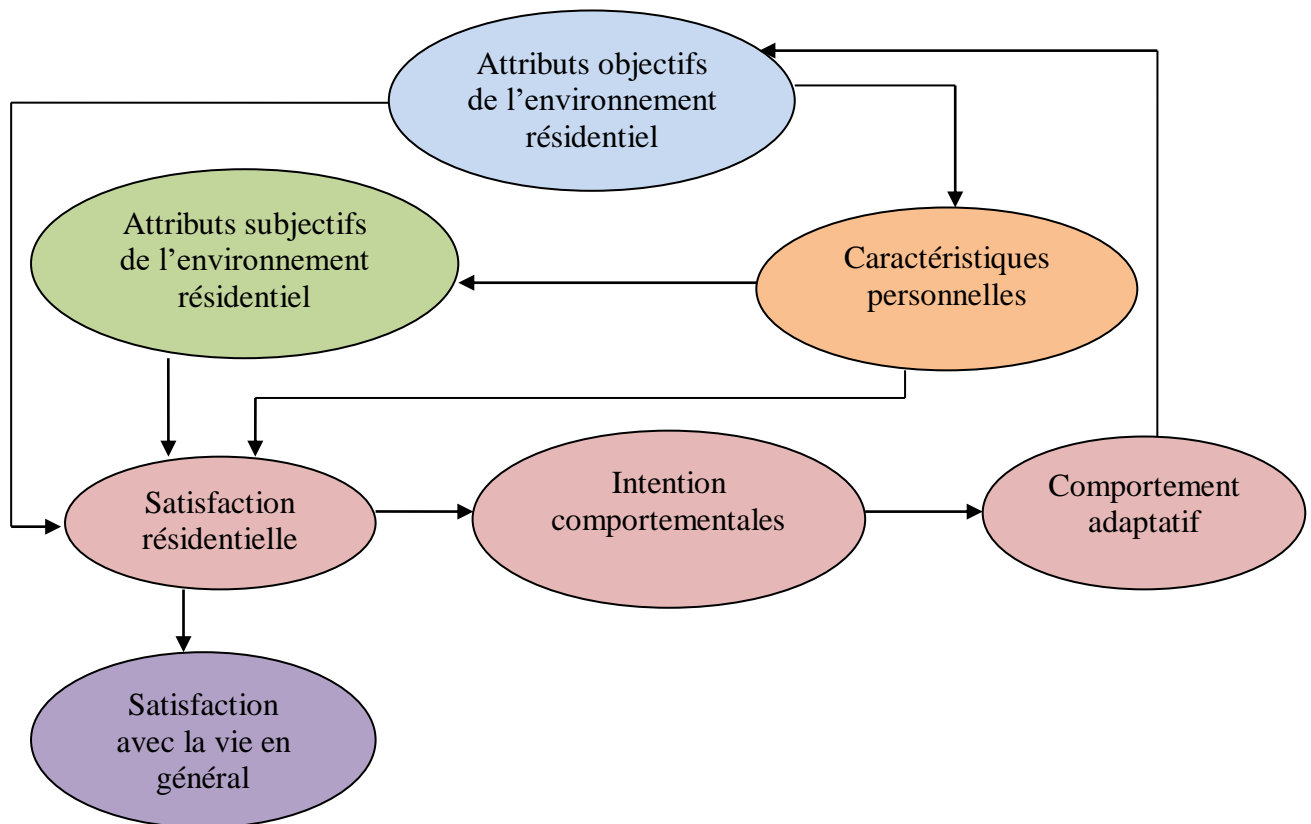 Attributs objectifs
de l’environnement
résidentiel
Attributs subjectifs
de l’environnement
résidentiel
Caractéristiques
personnelles
Satisfaction
résidentielle
Intention
comportementales
Comportement
adaptatif
Satisfaction
avec la vie en
général